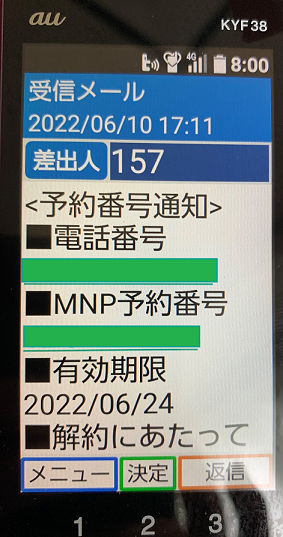 au
KYF38
4G 8:00
受信メール
2022/06/10 17:11
差出人 157
<予約番号通知>
■電話番号
■MNP予約番号
■有効期限
2022/06/24
■解約にあたって
メニュー 決定 返信
1 2 3